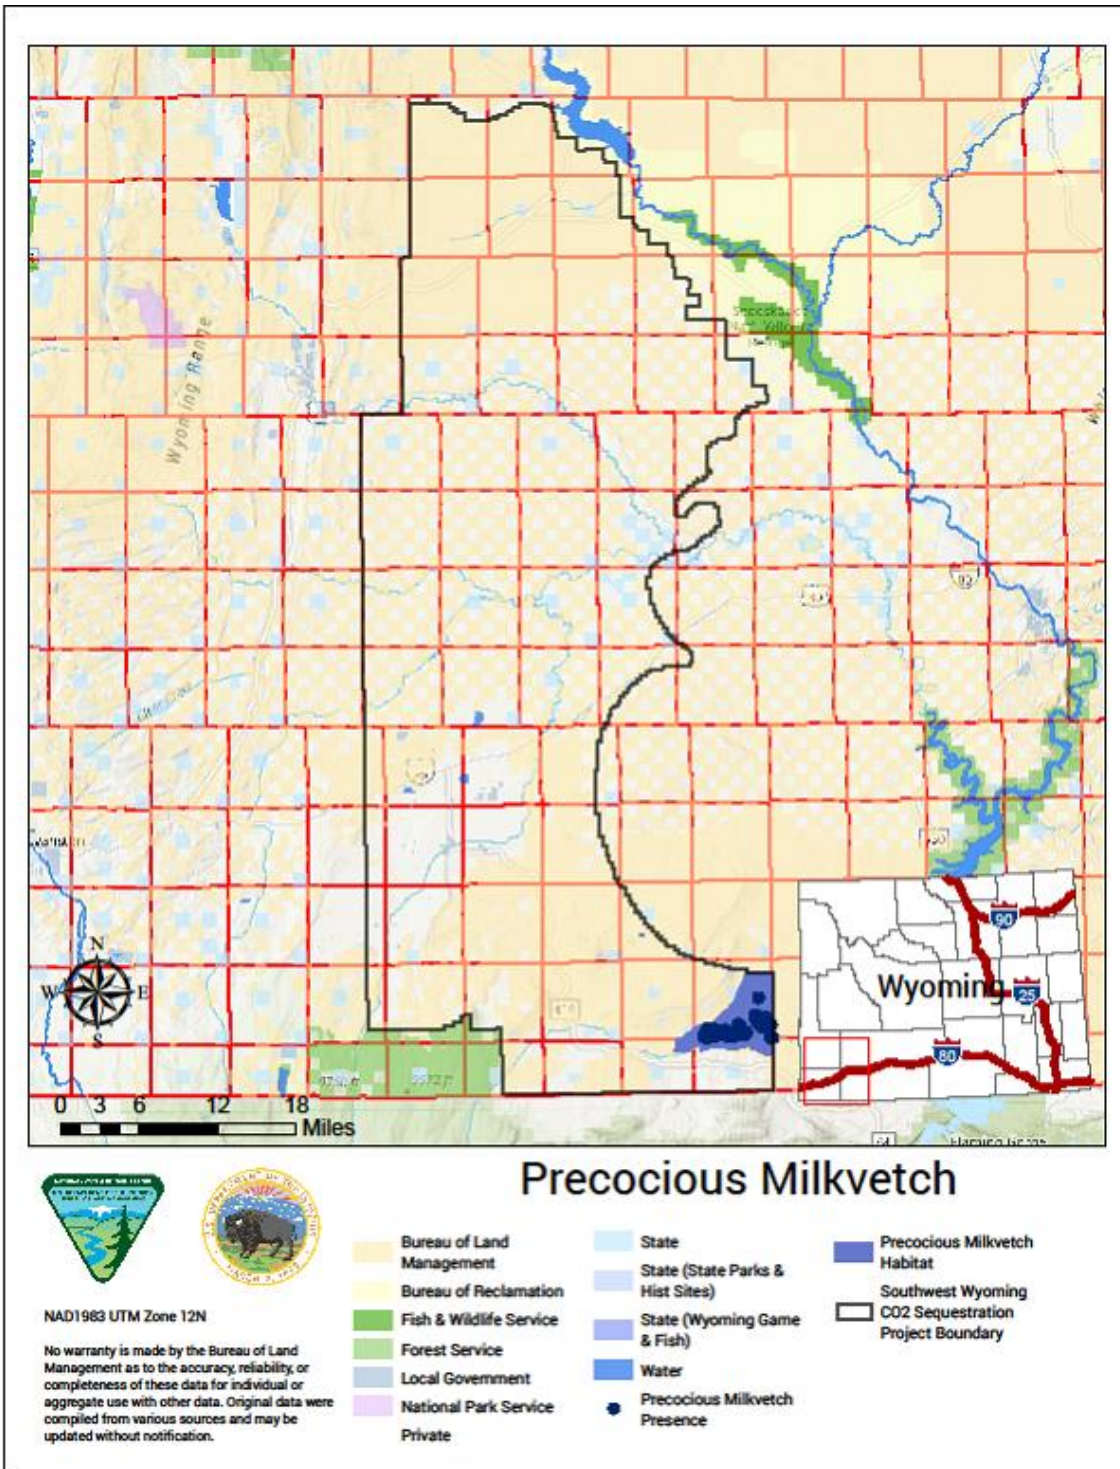 Wyoming Range
N
W
E
S
0 3 6 12 18
Miles
90
Wyoming
25
80
Precocious Milkvetch
NAD1983 UTM Zone 12N
No warranty is made by the Bureau of Land
Management as to the accuracy, reliability, or
completeness of these data for individual or
aggregate use with other data. Original data were
compiled from various sources and may be
updated without notification.
Bureau of Land
Management
Bureau of Reclamation
Fish & Wildlife Service
Forest Service
Local Government
National Park Service
Private
State
State (State Parks &
Hist Sites)
State (Wyoming Game
& Fish)
Water
Precocious Milkvetch
Presence
Precocious Milkvetch
Habitat
Southwest Wyoming
CO2 Sequestration
Project Boundary